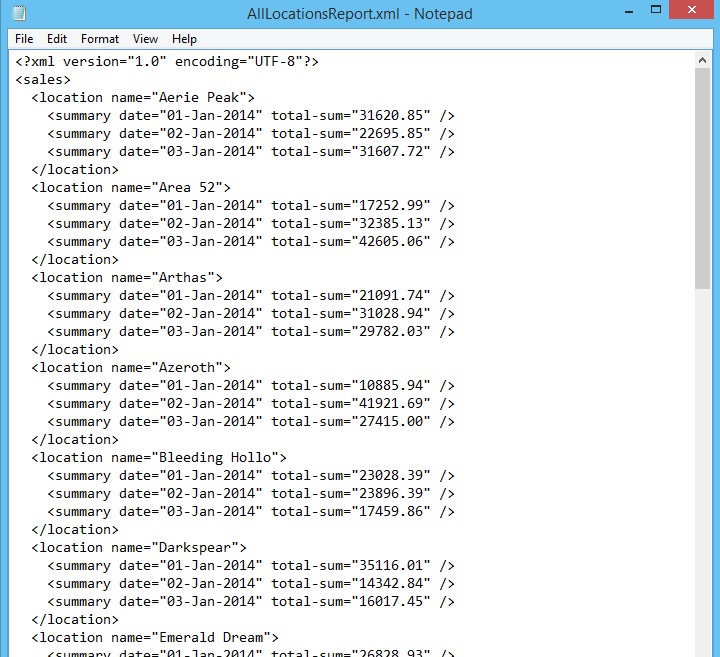 AllLocationsReport.xml - Notepad
File Edit Format View Help
<?xml version="1.0" encoding="UTF-8"?>
<sales>
  <location name="Aerie Peak">
    <summary date="01-Jan-2014" total-sum="31620.85" />
    <summary date="02-Jan-2014" total-sum="22695.85" />
    <summary date="03-Jan-2014" total-sum="31607.72" />
  </location>
  <location name="Area 52">
    <summary date="01-Jan-2014" total-sum="17252.99" />
    <summary date="02-Jan-2014" total-sum="32385.13" />
    <summary date="03-Jan-2014" total-sum="42605.06" />
  </location>
  <location name="Arthas">
    <summary date="01-Jan-2014" total-sum="21091.74" />
    <summary date="02-Jan-2014" total-sum="31028.94" />
    <summary date="03-Jan-2014" total-sum="29782.03" />
  </location>
  <location name="Azeroth">
    <summary date="01-Jan-2014" total-sum="10885.94" />
    <summary date="02-Jan-2014" total-sum="41921.69" />
    <summary date="03-Jan-2014" total-sum="27415.00" />
  </location>
  <location name="Bleeding Hollo">
    <summary date="01-Jan-2014" total-sum="23028.39" />
    <summary date="02-Jan-2014" total-sum="23896.39" />
    <summary date="03-Jan-2014" total-sum="17459.86" />
  </location>
  <location name="Darkspear">
    <summary date="01-Jan-2014" total-sum="35116.01" />
    <summary date="02-Jan-2014" total-sum="14342.84" />
    <summary date="03-Jan-2014" total-sum="16017.45" />
  </location>
  <location name="Emerald Dream">
    <summary date="01-Jan-2014" total-sum="26828.93" />